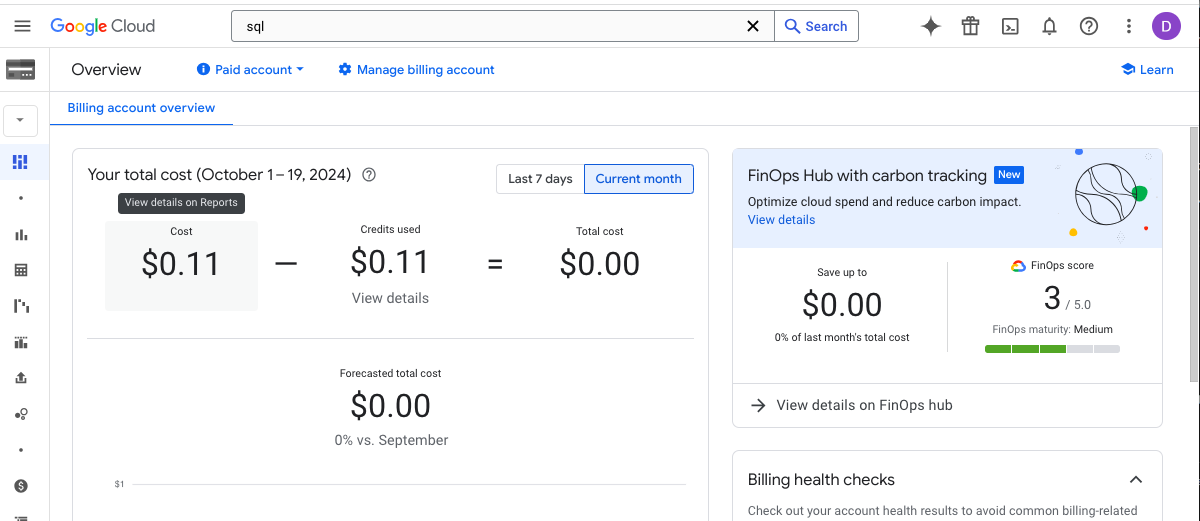 Google Cloud
sql
Search
D
Overview
Paid account
Manage billing account
Learn
Billing account overview
Your total cost (October 1 – 19, 2024)
Last 7 days
Current month
View details on Reports
Cost
$0.11
—
Credits used
$0.11
View details
=
Total cost
$0.00
Forecasted total cost
$0.00
0% vs. September
$1
FinOps Hub with carbon tracking New
Optimize cloud spend and reduce carbon impact.
View details
Save up to
$0.00
0% of last month's total cost
FinOps score
3 / 5.0
FinOps maturity: Medium
View details on FinOps hub
Billing health checks
Check out your account health results to avoid common billing-related